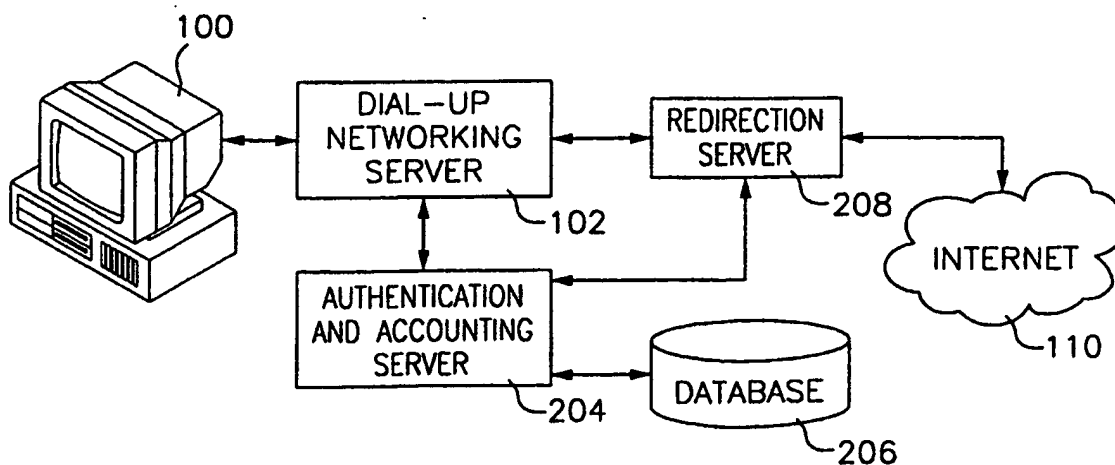 100
DIAL-UP
NETWORKING
SERVER
102
REDIRECTION
SERVER
208
INTERNET
110
AUTHENTICATION
AND ACCOUNTING
SERVER
204
DATABASE
206